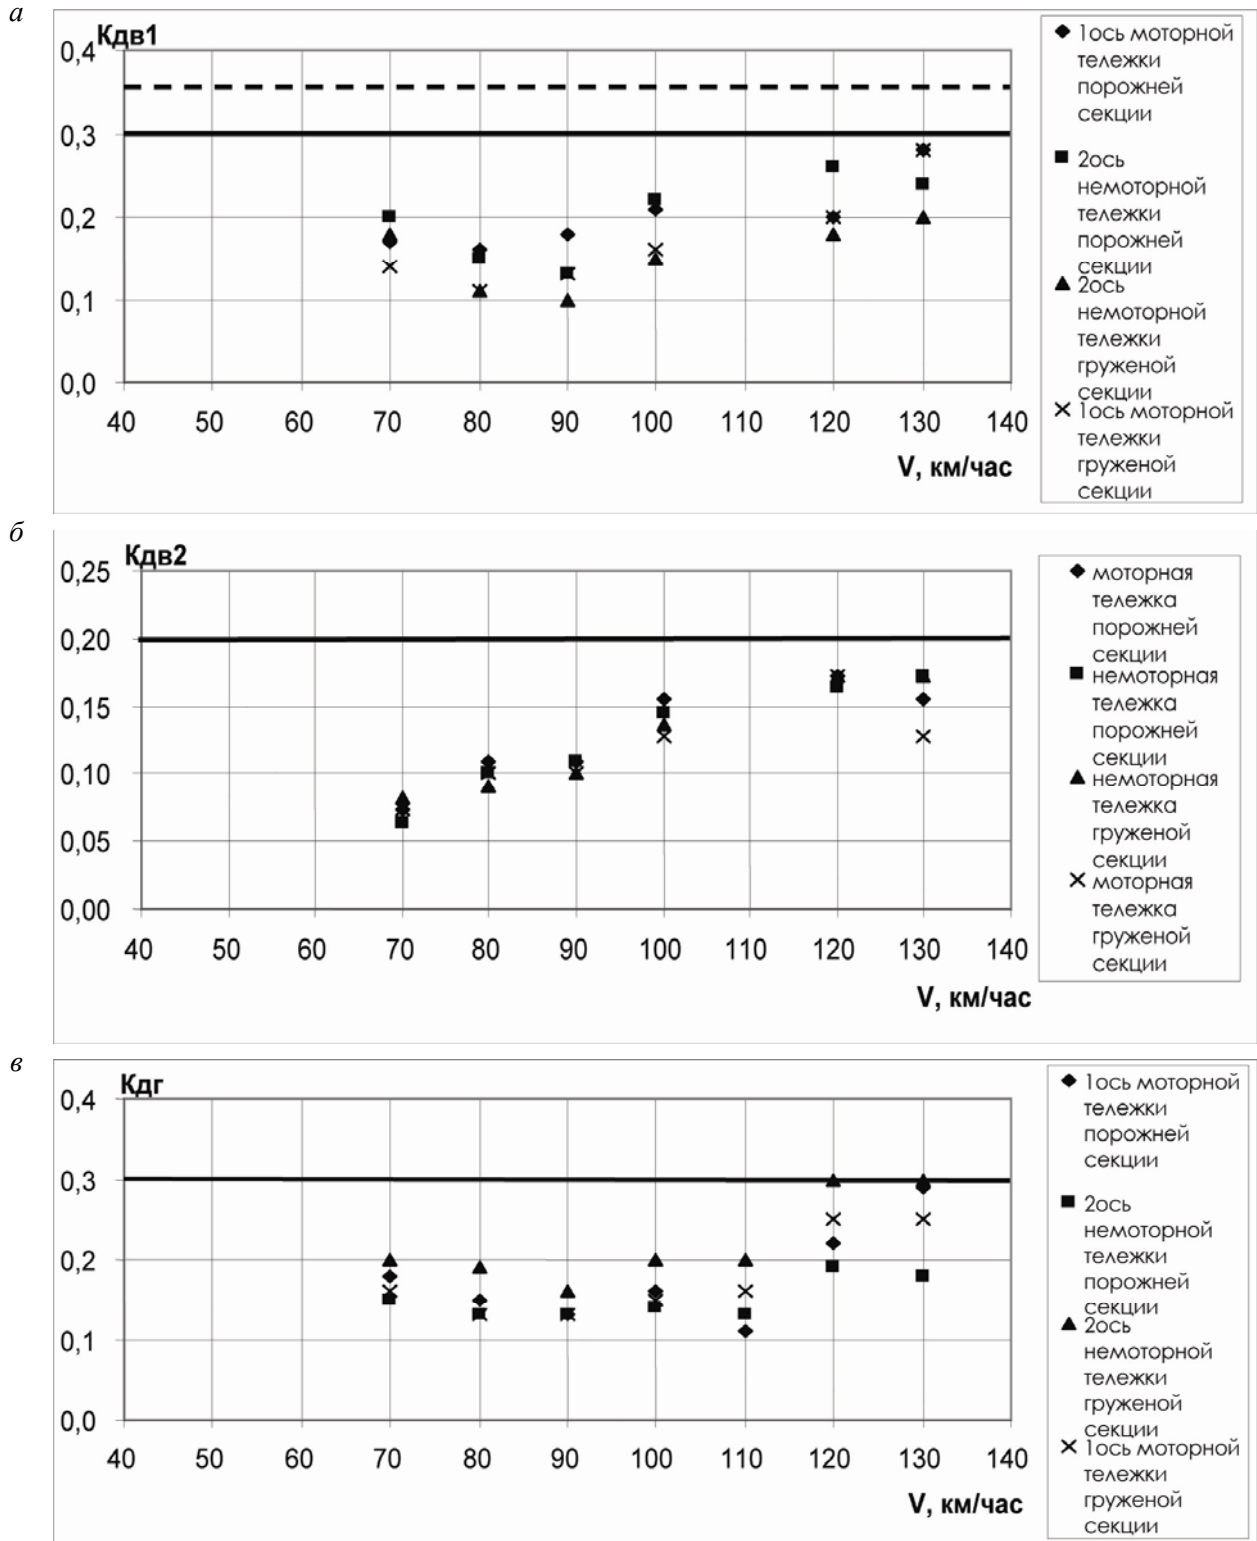 а
Кдв1
0,4
0,3
0,2
0,1
0,0
40 50 60 70 80 90 100 110 120 130 140
V, км/час
1ось моторной
тележки
порожней
секции
2ось
немоторной
тележки
порожней
секции
2ось
немоторной
тележки
груженой
секции
1ось моторной
тележки
груженой
секции
б
Кдв2
0,25
0,20
0,15
0,10
0,05
0,00
40 50 60 70 80 90 100 110 120 130 140
V, км/час
моторная
тележка
порожней
секции
немоторная
тележка
порожней
секции
немоторная
тележка
груженой
секции
моторная
тележка
груженой
секции
в
Кдг
0,4
0,3
0,2
0,1
0,0
40 50 60 70 80 90 100 110 120 130 140
V, км/час
1ось моторной
тележки
порожней
секции
2ось
немоторной
тележки
порожней
секции
2ось
немоторной
тележки
груженой
секции
1ось моторной
тележки
груженой
секции